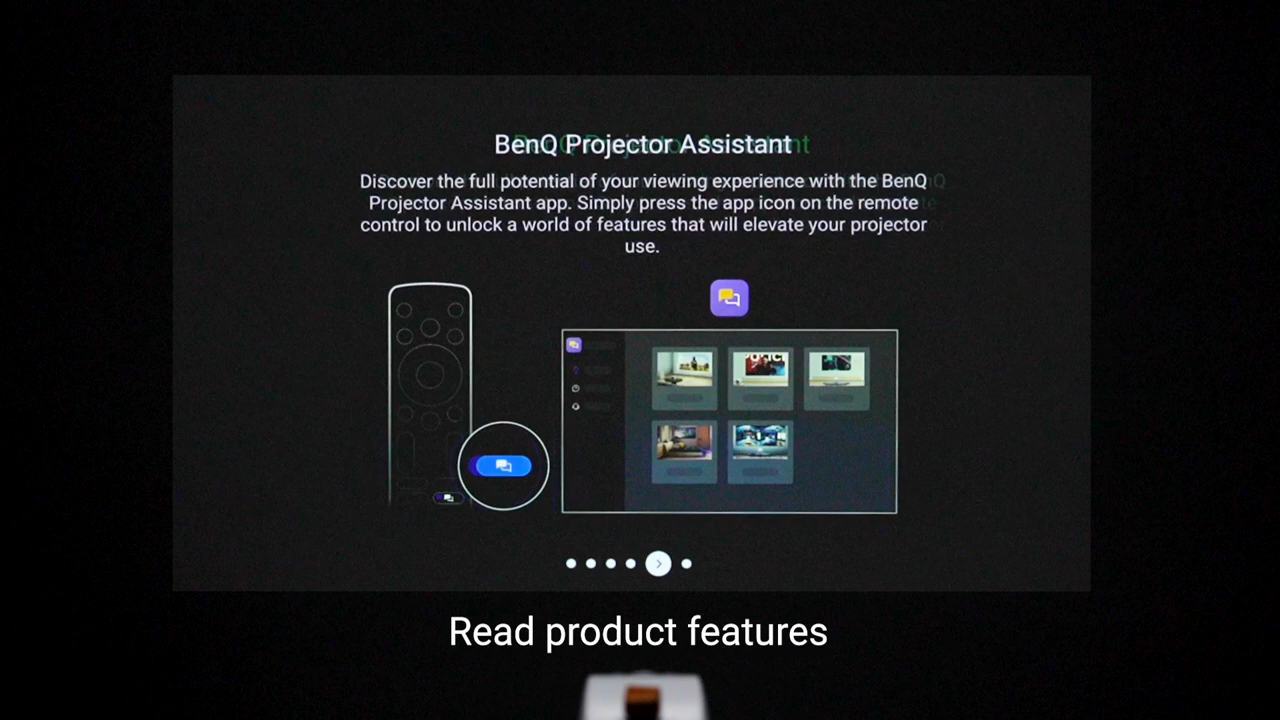 BenQ Projector Assistant
Discover the full potential of your viewing experience with the BenQ
Projector Assistant app. Simply press the app icon on the remote
control to unlock a world of features that will elevate your projector
use.
Read product features